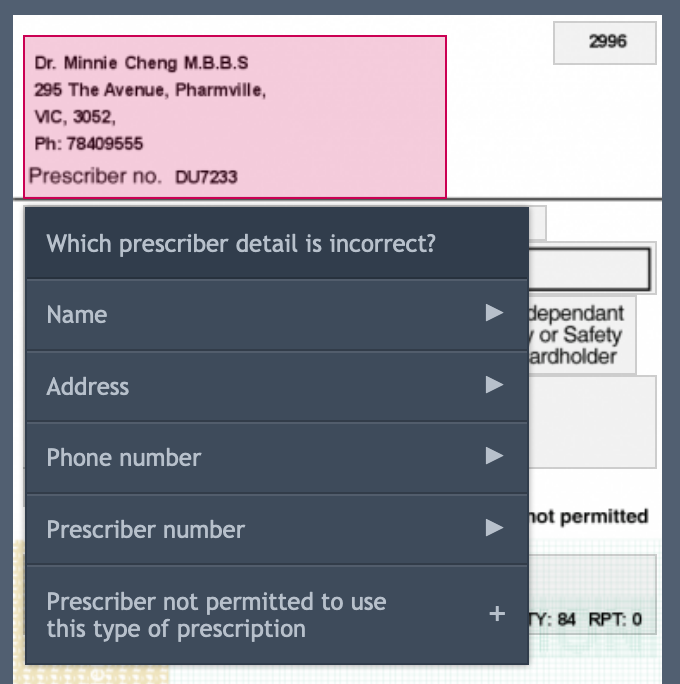 2996
Dr. Minnie Cheng M.B.B.S
295 The Avenue, Pharmville,
VIC, 3052,
Ph: 78409555
Prescriber no. DU7233
Which prescriber detail is incorrect?
Name
Address
Phone number
Prescriber number
Prescriber not permitted to use
this type of prescription
dependant
or Safety
not permitted
RPT: 0
84